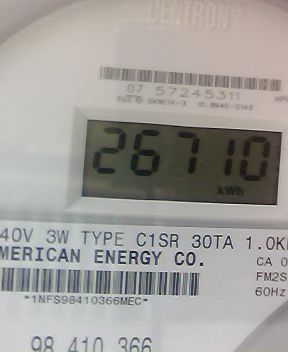 CENTRON®
07 57245311
26710
kWh
40V 3W TYPE C1SR 30TA 1.0K
MERICAN ENERGY CO.
CA 0
FM2S
60Hz
*1NFS98410366MEC*
98 410 366